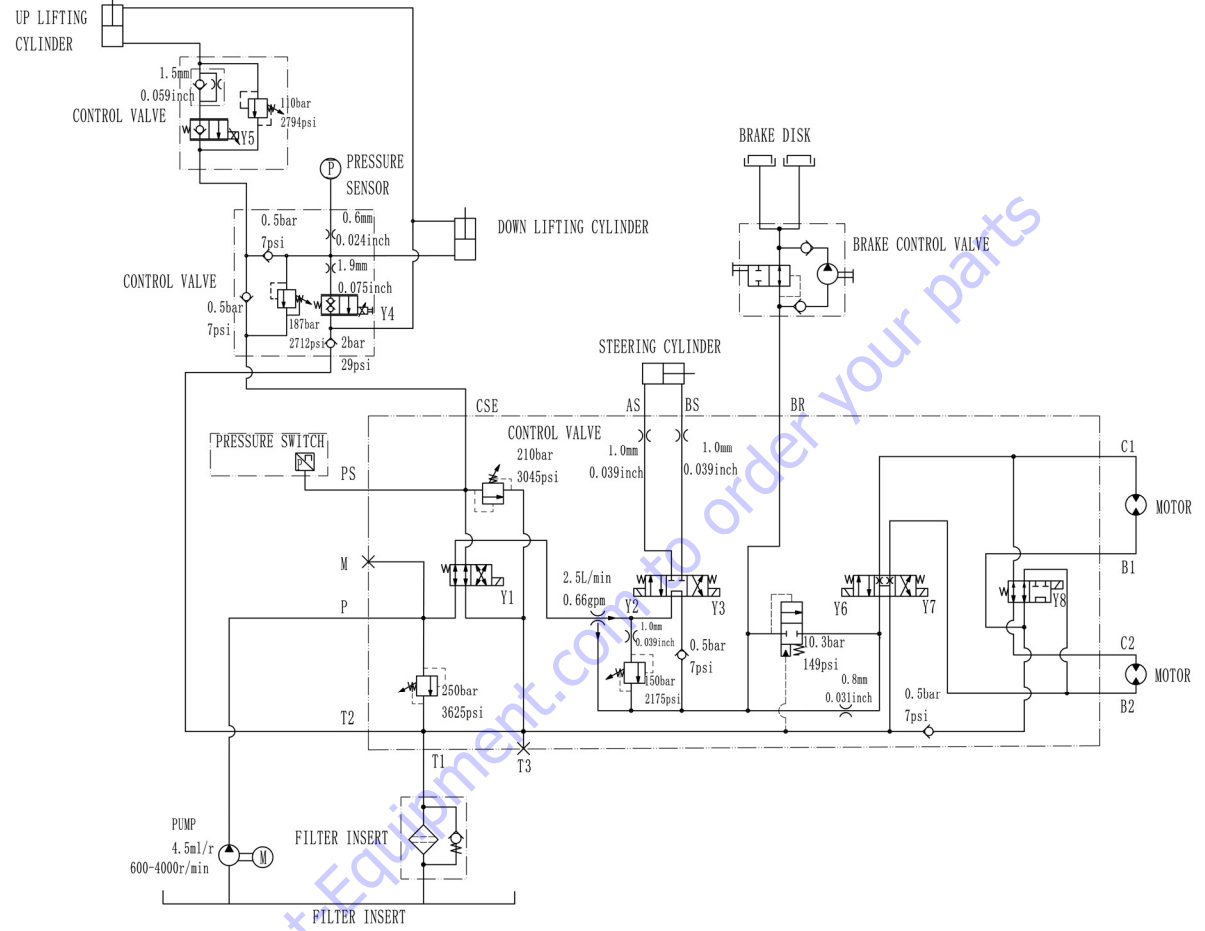 UP LIFTING
CYLINDER
1.5mm
0.059inch
CONTROL VALVE
110bar
2794psi
Y5
P
PRESSURE
SENSOR
0.5bar
7psi
0.6mm
0.024inch
DOWN LIFTING CYLINDER
CONTROL VALVE
1.9mm
0.075inch
0.5bar
7psi
187bar
2712psi
Y4
2bar
29psi
BRAKE DISK
BRAKE CONTROL VALVE
STEERING CYLINDER
CSE
AS
BS
BR
CONTROL VALVE
210bar
3045psi
1.0mm
0.039inch
1.0mm
0.039inch
PRESSURE SWITCH
P
PS
C1
MOTOR
B1
M
P
Y1
2.5L/min
0.66gpm
Y2
Y3
1.0mm
0.039inch
0.5bar
7psi
150bar
2175psi
Y6
Y7
10.3bar
149psi
0.8mm
0.031inch
0.5bar
7psi
Y8
C2
MOTOR
B2
250bar
3625psi
T2
T1
T3
PUMP
4.5ml/r
600-4000r/min
M
FILTER INSERT
FILTER INSERT
t-Equipment.com to order your parts